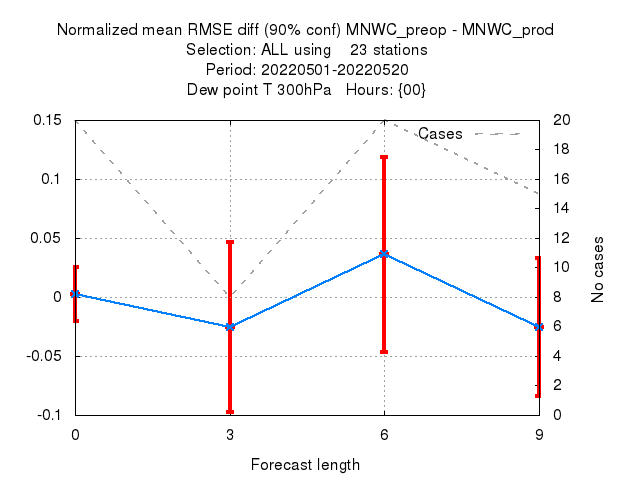 Normalized mean RMSE diff (90% conf) MNWC_preop - MNWC_prod
Selection: ALL using    23 stations
Period: 20220501-20220520
Dew point T 300hPa   Hours: {00}
Cases
0.15
0.1
0.05
0
-0.05
-0.1
20
18
16
14
12
10
8
6
4
2
0
No cases
0 3 6 9
Forecast length